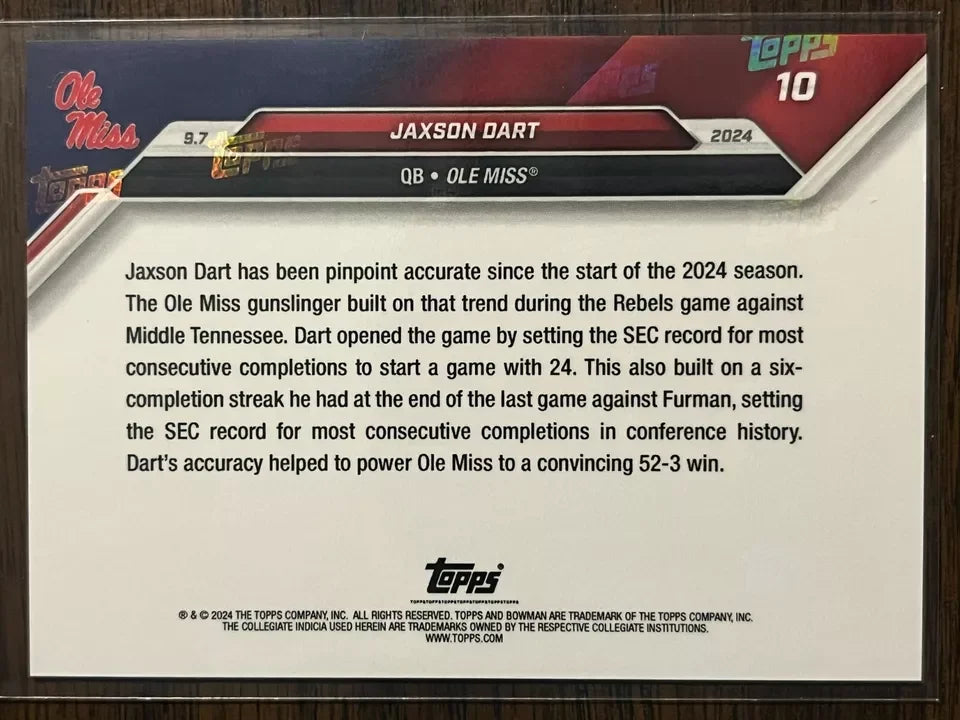 Ole
Miss
TOPPS
10
9.7
JAXSON DART
2024
TOPPS
TOPPS
QB • OLE MISS®
Jaxson Dart has been pinpoint accurate since the start of the 2024 season.
The Ole Miss gunslinger built on that trend during the Rebels game against
Middle Tennessee. Dart opened the game by setting the SEC record for most
consecutive completions to start a game with 24. This also built on a six-
completion streak he had at the end of the last game against Furman, setting
the SEC record for most consecutive completions in conference history.
Dart's accuracy helped to power Ole Miss to a convincing 52-3 win.
TOPPS®
TOPPSTOPPSTOPPSTOPPSTOPPSTOPPSTOPPS
® & © 2024 THE TOPPS COMPANY, INC. ALL RIGHTS RESERVED. TOPPS AND BOWMAN ARE TRADEMARK OF THE TOPPS COMPANY, INC.
THE COLLEGIATE INDICIA USED HEREIN ARE TRADEMARKS OWNED BY THE RESPECTIVE COLLEGIATE INSTITUTIONS.
WWW.TOPPS.COM